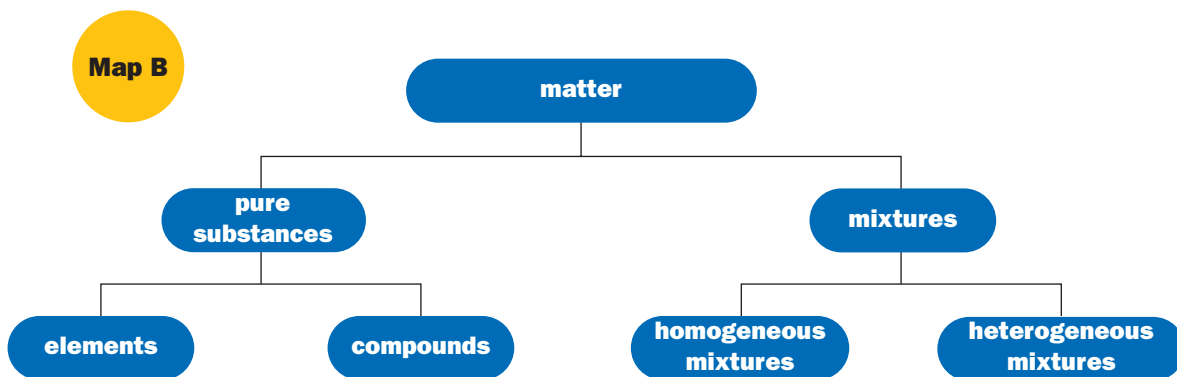 Map B
matter
pure
substances
mixtures
elements
compounds
homogeneous
mixtures
heterogeneous
mixtures